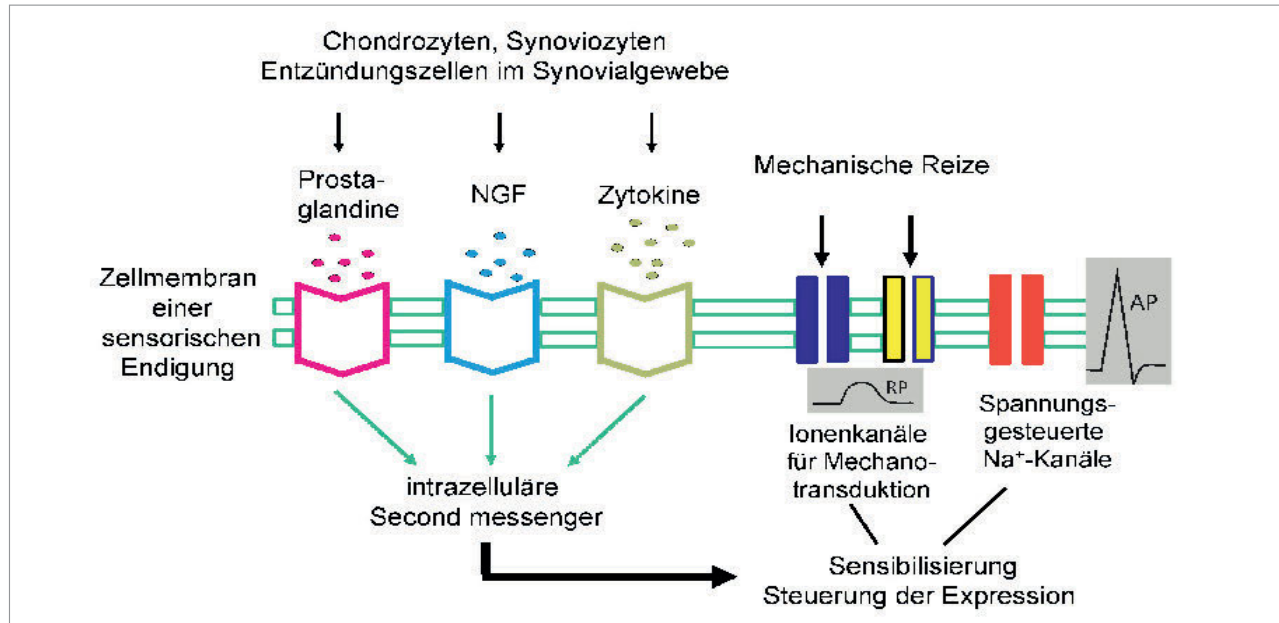 Chondrozyten, Synoviozyten
Entzündungszellen im Synovialgewebe
Prosta-
glandine
NGF
Zytokine
Mechanische Reize
Zellmembran
einer
sensorischen
Endigung
AP
RP
Ionenkanäle
für Mechano-
transduktion
Spannungs-
gesteuerte
Na⁺-Kanäle
intrazelluläre
Second messenger
Sensibilisierung
Steuerung der Expression